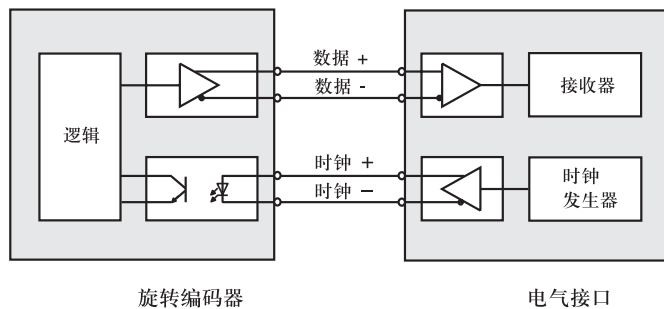 数据 +
数据 -
逻辑
接收器
时钟 +
时钟 −
时钟
发生器
旋转编码器
电气接口